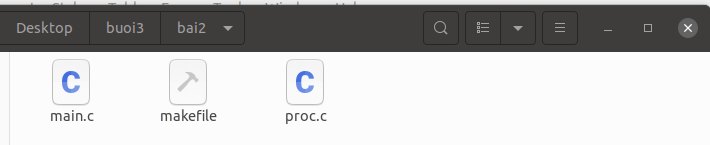 Desktop buoi3 bai2
C C
main.c makefile proc.c